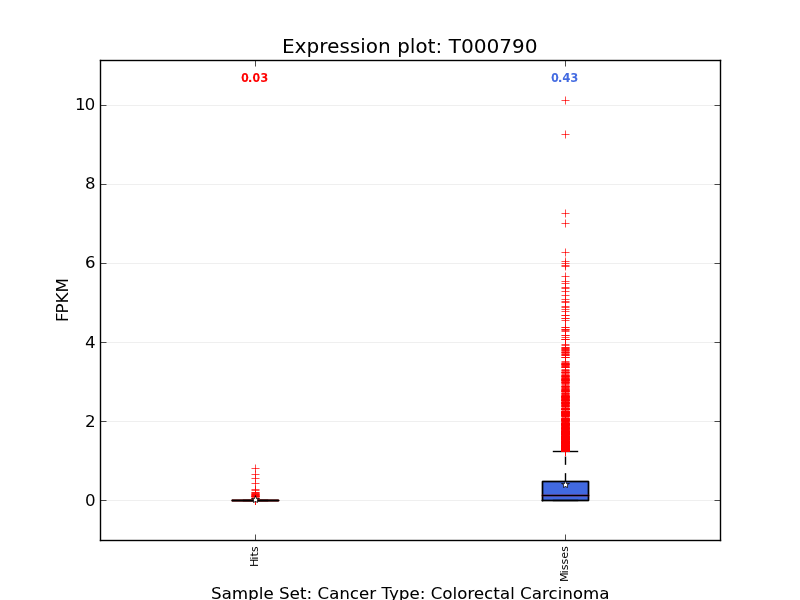 Expression plot: T000790
0.03 0.43
10
8
6
4
2
0
FPKM
Hits Misses
Sample Set: Cancer Type: Colorectal Carcinoma